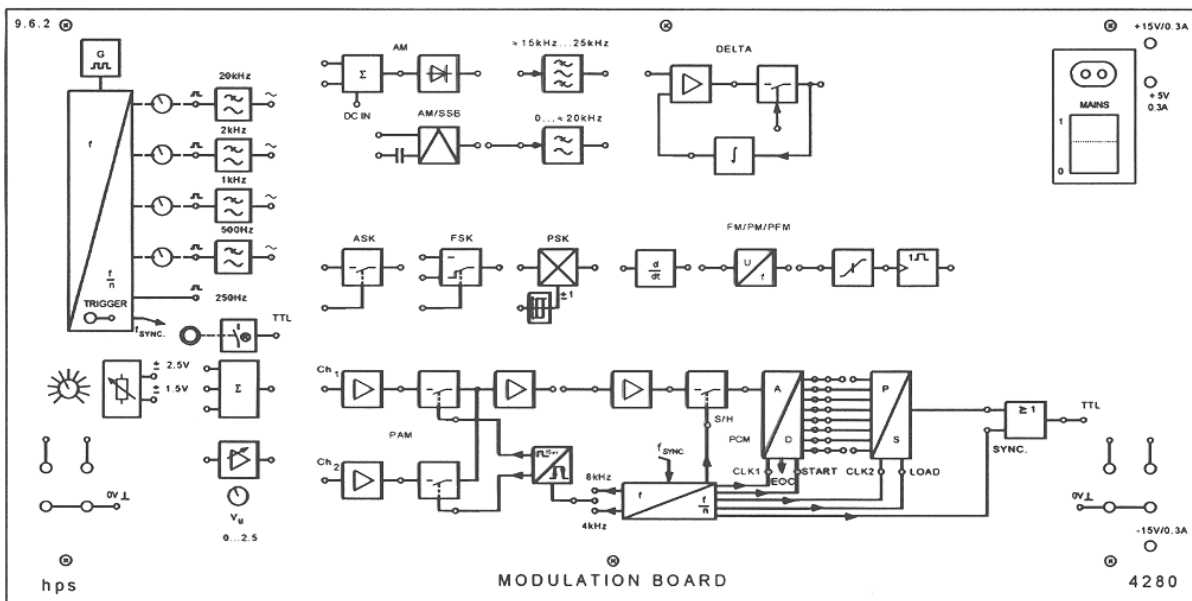 9.6.2
+15V/0.3A
G
AM
≈15kHz...25kHz
DELTA
20kHz
Σ
+5V
0.3A
MAINS
DC IN
f
2kHz
AM/SSB
0...≈20kHz
1
∫
0
1kHz
500Hz
ASK
FSK
PSK
FM/PM/PFM
d
dt
U
f
1
f
n
±1
250Hz
TRIGGER
fSYNC.
TTL
± 2.5V
± 1.5V
Σ
Ch1
A
P
≥ 1
TTL
S/H
PAM
PCM
D
S
SYNC.
Ch2
fSYNC.
CLK1
EOC
START
CLK2
LOAD
8kHz
f
f
n
4kHz
0V
0V
Vu
0...2.5
-15V/0.3A
hps
MODULATION BOARD
4280